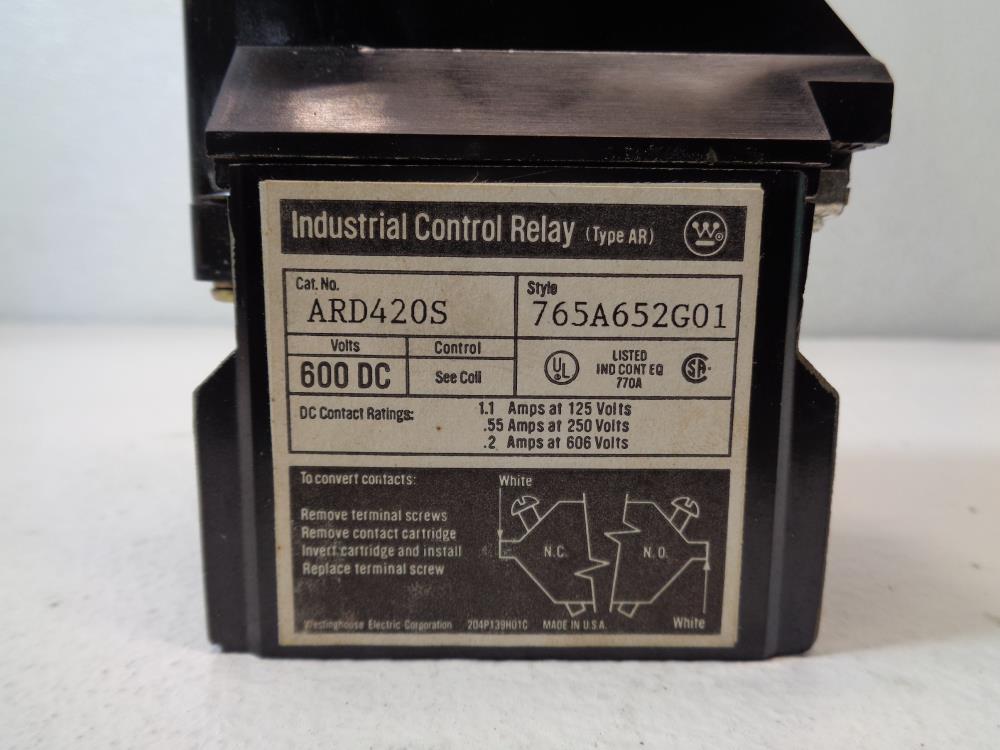 Industrial Control Relay (Type AR)
W
Cat. No.
ARD420S
Style
765A652G01
Volts
600 DC
Control
See Coil
UL
LISTED
IND CONT EQ
770A
SA
DC Contact Ratings:
1.1 Amps at 125 Volts
.55 Amps at 250 Volts
.2 Amps at 606 Volts
To convert contacts:
Remove terminal screws
Remove contact cartridge
Invert cartridge and install
Replace terminal screw
White
N.C.
N.O.
White
Westinghouse Electric Corporation 204P139H01C MADE IN U.S.A.